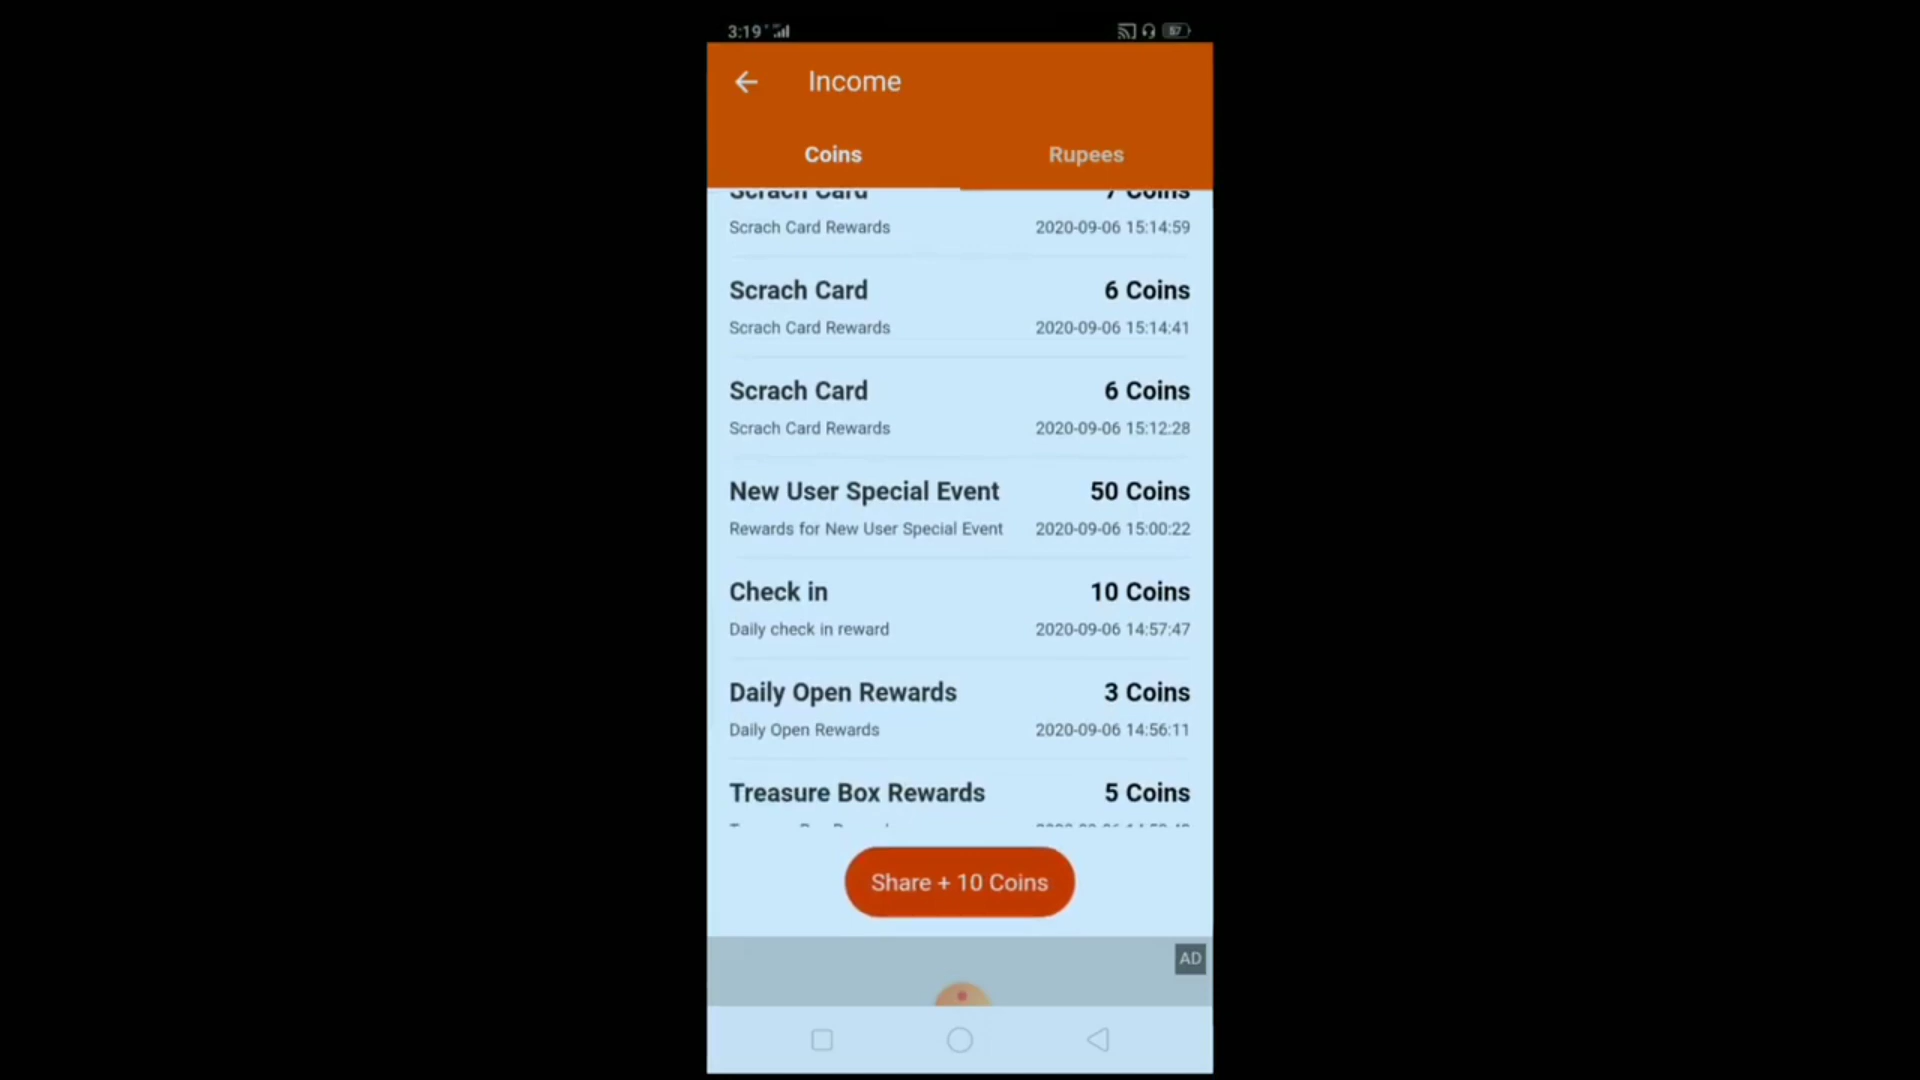 3:19
57
Income
Coins Rupees
Scrach Card 7 Coins
Scrach Card Rewards 2020-09-06 15:14:59
Scrach Card 6 Coins
Scrach Card Rewards 2020-09-06 15:14:41
Scrach Card 6 Coins
Scrach Card Rewards 2020-09-06 15:12:28
New User Special Event 50 Coins
Rewards for New User Special Event 2020-09-06 15:00:22
Check in 10 Coins
Daily check in reward 2020-09-06 14:57:47
Daily Open Rewards 3 Coins
Daily Open Rewards 2020-09-06 14:56:11
Treasure Box Rewards 5 Coins
Share + 10 Coins
AD